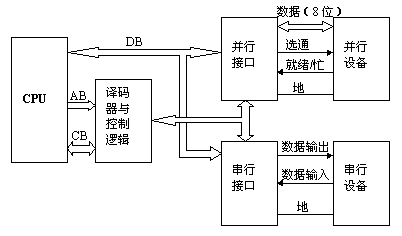 数据（8位）
DB
并行
接口
选通
就绪/忙
地
并行
设备
CPU
AB
CB
译码
器与
控制
逻辑
串行
接口
数据输出
数据输入
地
串行
设备